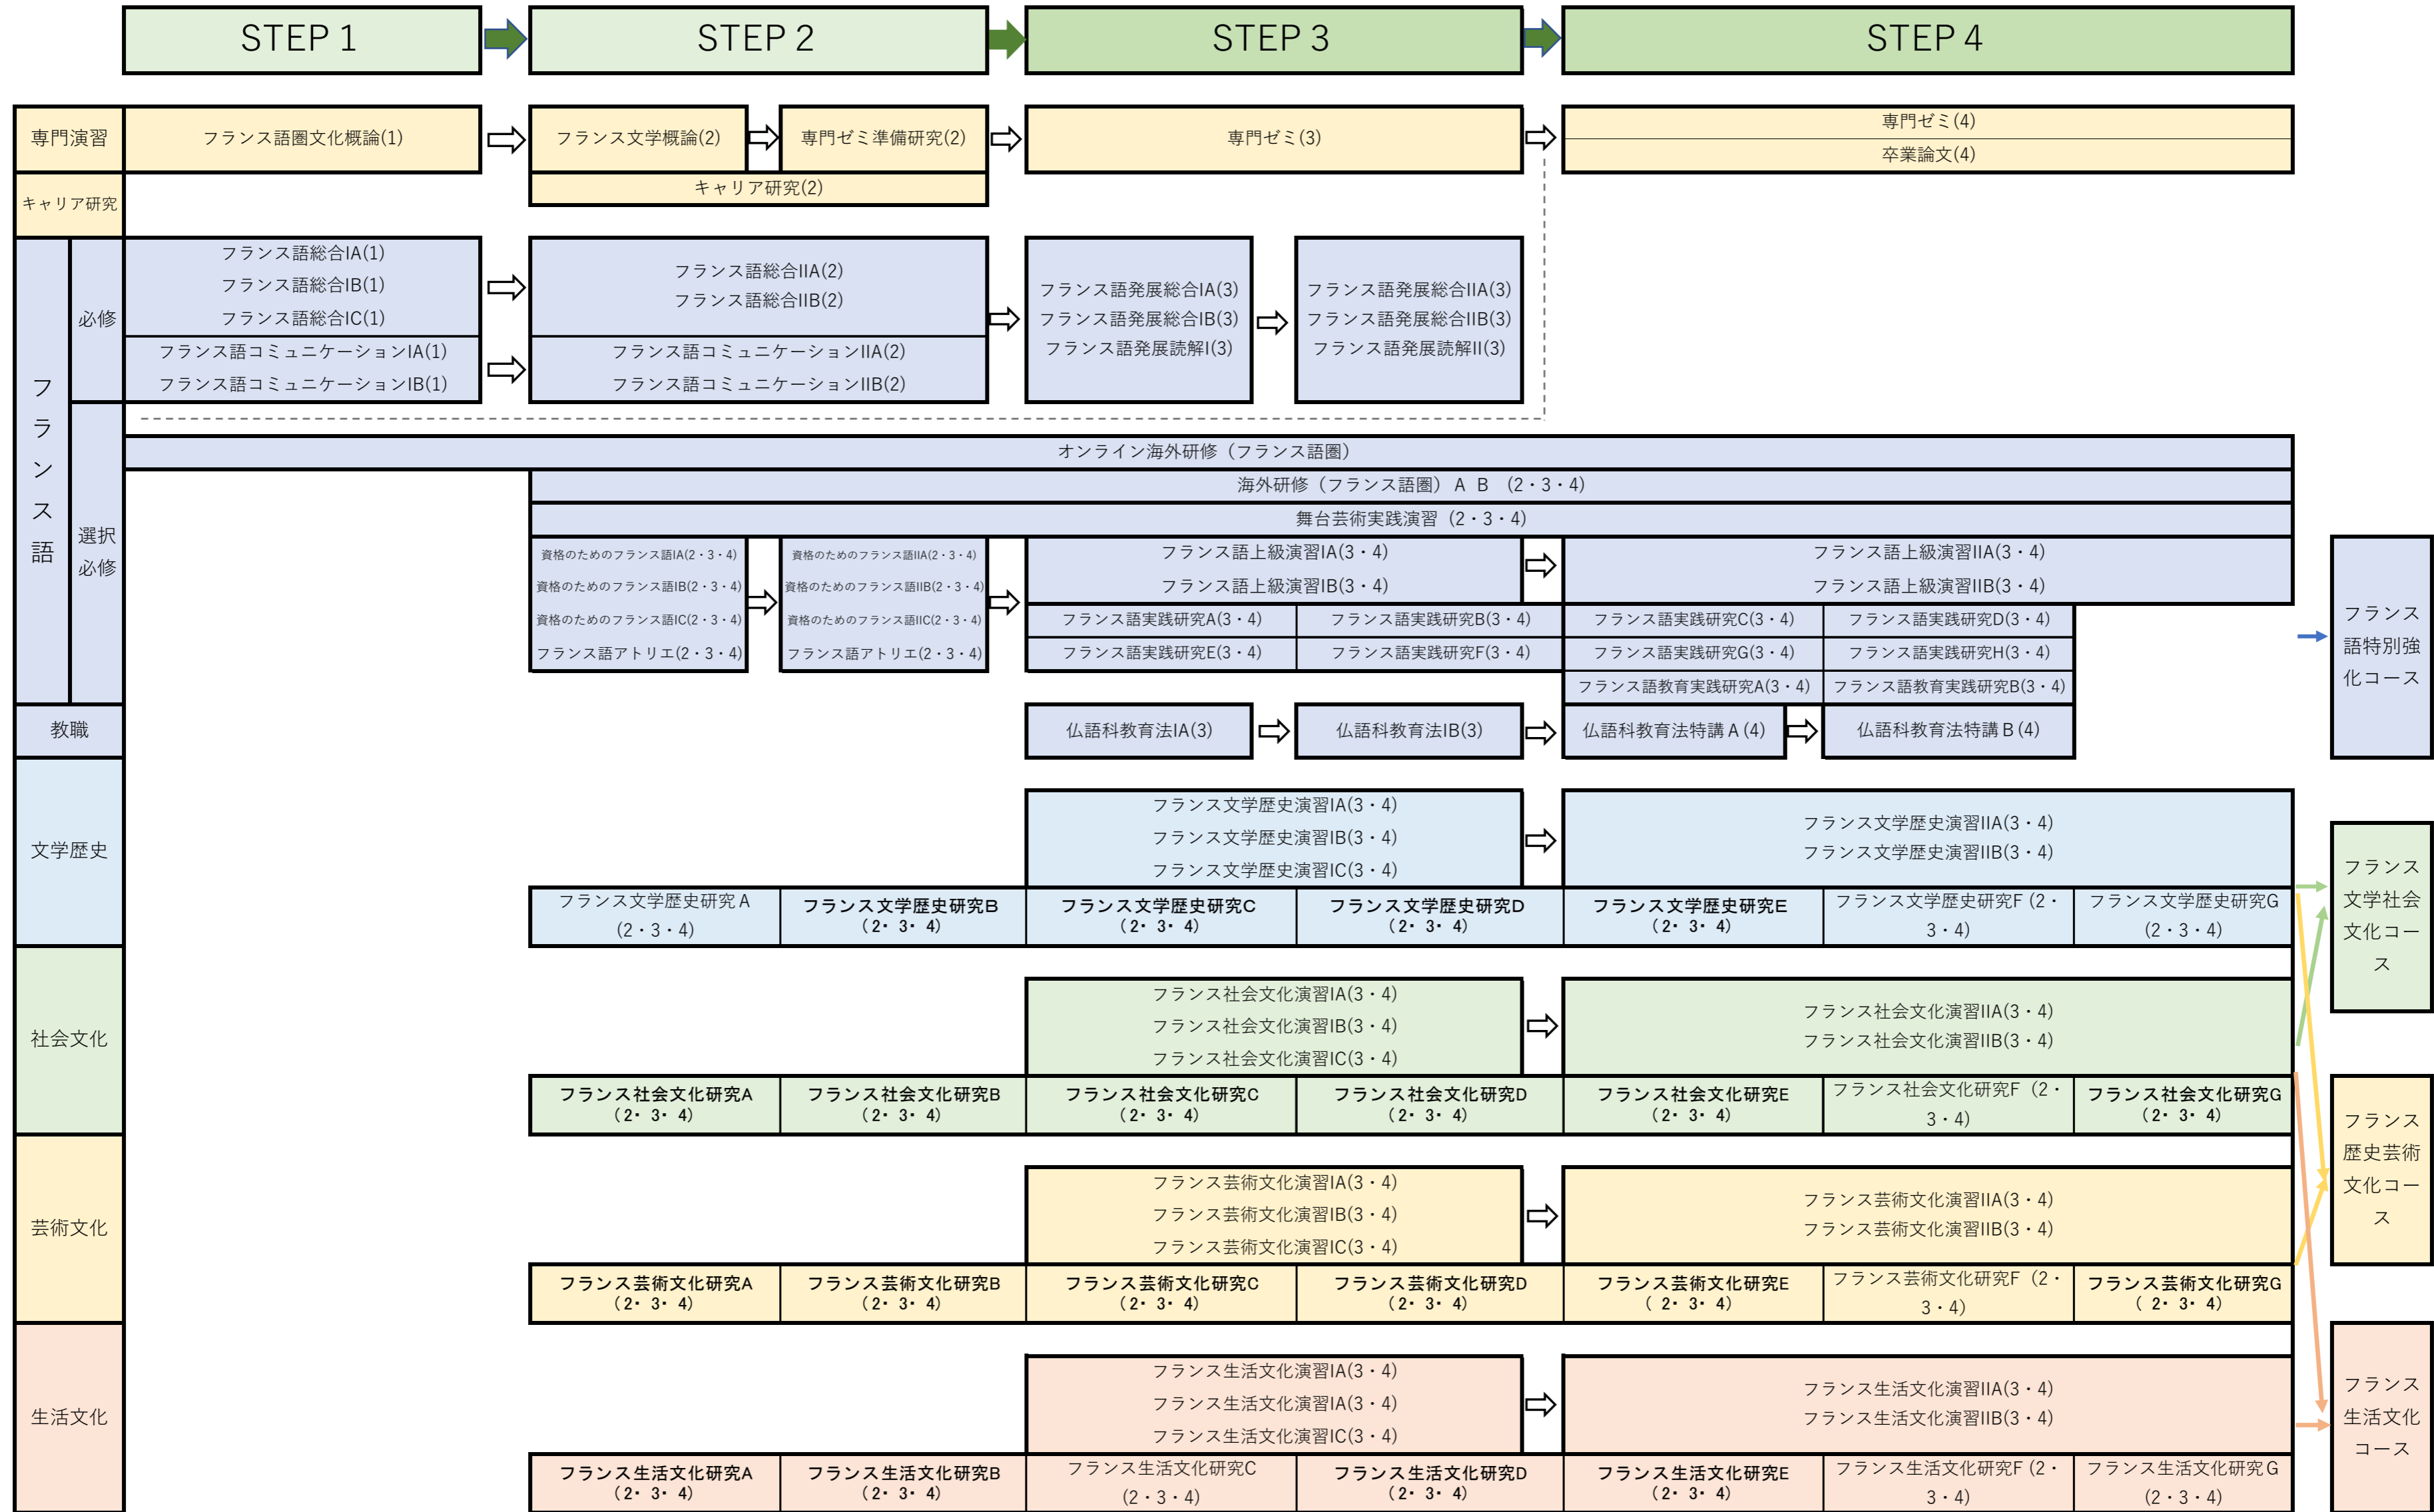 STEP 1
STEP 2
STEP 3
STEP 4
専門演習
フランス語圏文化概論(1)
フランス文学概論(2)
専門ゼミ準備研究(2)
専門ゼミ(3)
専門ゼミ(4)
卒業論文(4)
キャリア研究
キャリア研究(2)
フランス語
必修
フランス語総合IA(1)
フランス語総合IB(1)
フランス語総合IC(1)
フランス語コミュニケーションIA(1)
フランス語コミュニケーションIB(1)
フランス語総合IIA(2)
フランス語総合IIB(2)
フランス語コミュニケーションIIA(2)
フランス語コミュニケーションIIB(2)
フランス語発展総合IA(3)
フランス語発展総合IB(3)
フランス語発展読解I(3)
フランス語発展総合IIA(3)
フランス語発展総合IIB(3)
フランス語発展読解II(3)
選択
必修
オンライン海外研修（フランス語圏）
海外研修（フランス語圏）A B （2・3・4）
舞台芸術実践演習（2・3・4）
資格のためのフランス語IA(2・3・4)
資格のためのフランス語IB(2・3・4)
資格のためのフランス語IC(2・3・4)
フランス語アトリエ(2・3・4)
資格のためのフランス語IIA(2・3・4)
資格のためのフランス語IIB(2・3・4)
資格のためのフランス語IIC(2・3・4)
フランス語アトリエ(2・3・4)
フランス語上級演習IA(3・4)
フランス語上級演習IB(3・4)
フランス語上級演習IIA(3・4)
フランス語上級演習IIB(3・4)
フランス語実践研究A(3・4)
フランス語実践研究B(3・4)
フランス語実践研究C(3・4)
フランス語実践研究D(3・4)
フランス語実践研究E(3・4)
フランス語実践研究F(3・4)
フランス語実践研究G(3・4)
フランス語実践研究H(3・4)
フランス語教育実践研究A(3・4)
フランス語教育実践研究B(3・4)
フランス
語特別強
化コース
教職
仏語科教育法IA(3)
仏語科教育法IB(3)
仏語科教育法特講Ａ(4)
仏語科教育法特講Ｂ(4)
文学歴史
フランス文学歴史演習IA(3・4)
フランス文学歴史演習IB(3・4)
フランス文学歴史演習IC(3・4)
フランス文学歴史演習IIA(3・4)
フランス文学歴史演習IIB(3・4)
フランス文学歴史研究Ａ
(2・3・4)
フランス文学歴史研究B
（2・3・4）
フランス文学歴史研究C
（2・3・4）
フランス文学歴史研究D
（2・3・4）
フランス文学歴史研究E
（2・3・4）
フランス文学歴史研究F (2・
3・4)
フランス文学歴史研究G
(2・3・4)
フランス
文学社会
文化コー
ス
社会文化
フランス社会文化演習IA(3・4)
フランス社会文化演習IB(3・4)
フランス社会文化演習IC(3・4)
フランス社会文化演習IIA(3・4)
フランス社会文化演習IIB(3・4)
フランス社会文化研究A
（2・3・4）
フランス社会文化研究B
（2・3・4）
フランス社会文化研究C
（2・3・4）
フランス社会文化研究D
（2・3・4）
フランス社会文化研究E
（2・3・4）
フランス社会文化研究F（2・
3・4)
フランス社会文化研究G
（2・3・4）
フランス
歴史芸術
文化コー
ス
芸術文化
フランス芸術文化演習IA(3・4)
フランス芸術文化演習IB(3・4)
フランス芸術文化演習IC(3・4)
フランス芸術文化演習IIA(3・4)
フランス芸術文化演習IIB(3・4)
フランス芸術文化研究A
（2・3・4）
フランス芸術文化研究B
（2・3・4）
フランス芸術文化研究C
（2・3・4）
フランス芸術文化研究D
（2・3・4）
フランス芸術文化研究E
（ 2・3・4）
フランス芸術文化研究F（2・
3・4)
フランス芸術文化研究G
（ 2・3・4）
生活文化
フランス生活文化演習IA(3・4)
フランス生活文化演習IA(3・4)
フランス生活文化演習IC(3・4)
フランス生活文化演習IIA(3・4)
フランス生活文化演習IIB(3・4)
フランス生活文化研究A
（2・3・4）
フランス生活文化研究B
（2・3・4）
フランス生活文化研究C
(2・3・4)
フランス生活文化研究D
（2・3・4）
フランス生活文化研究E
（2・3・4）
フランス生活文化研究F (2・
3・4)
フランス生活文化研究Ｇ
(2・3・4)
フランス
生活文化
コース